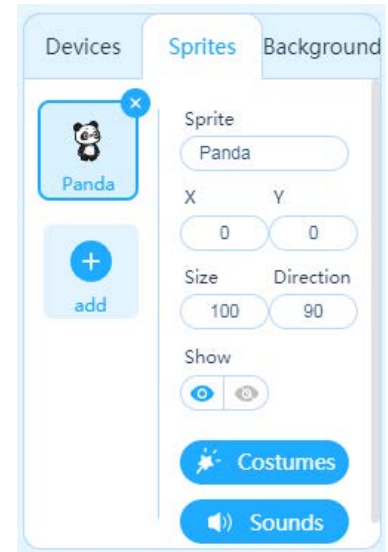 Devices Sprites Background
Sprite
Panda
Panda
X Y
0 0
add
Size Direction
100 90
Show
Costumes
Sounds